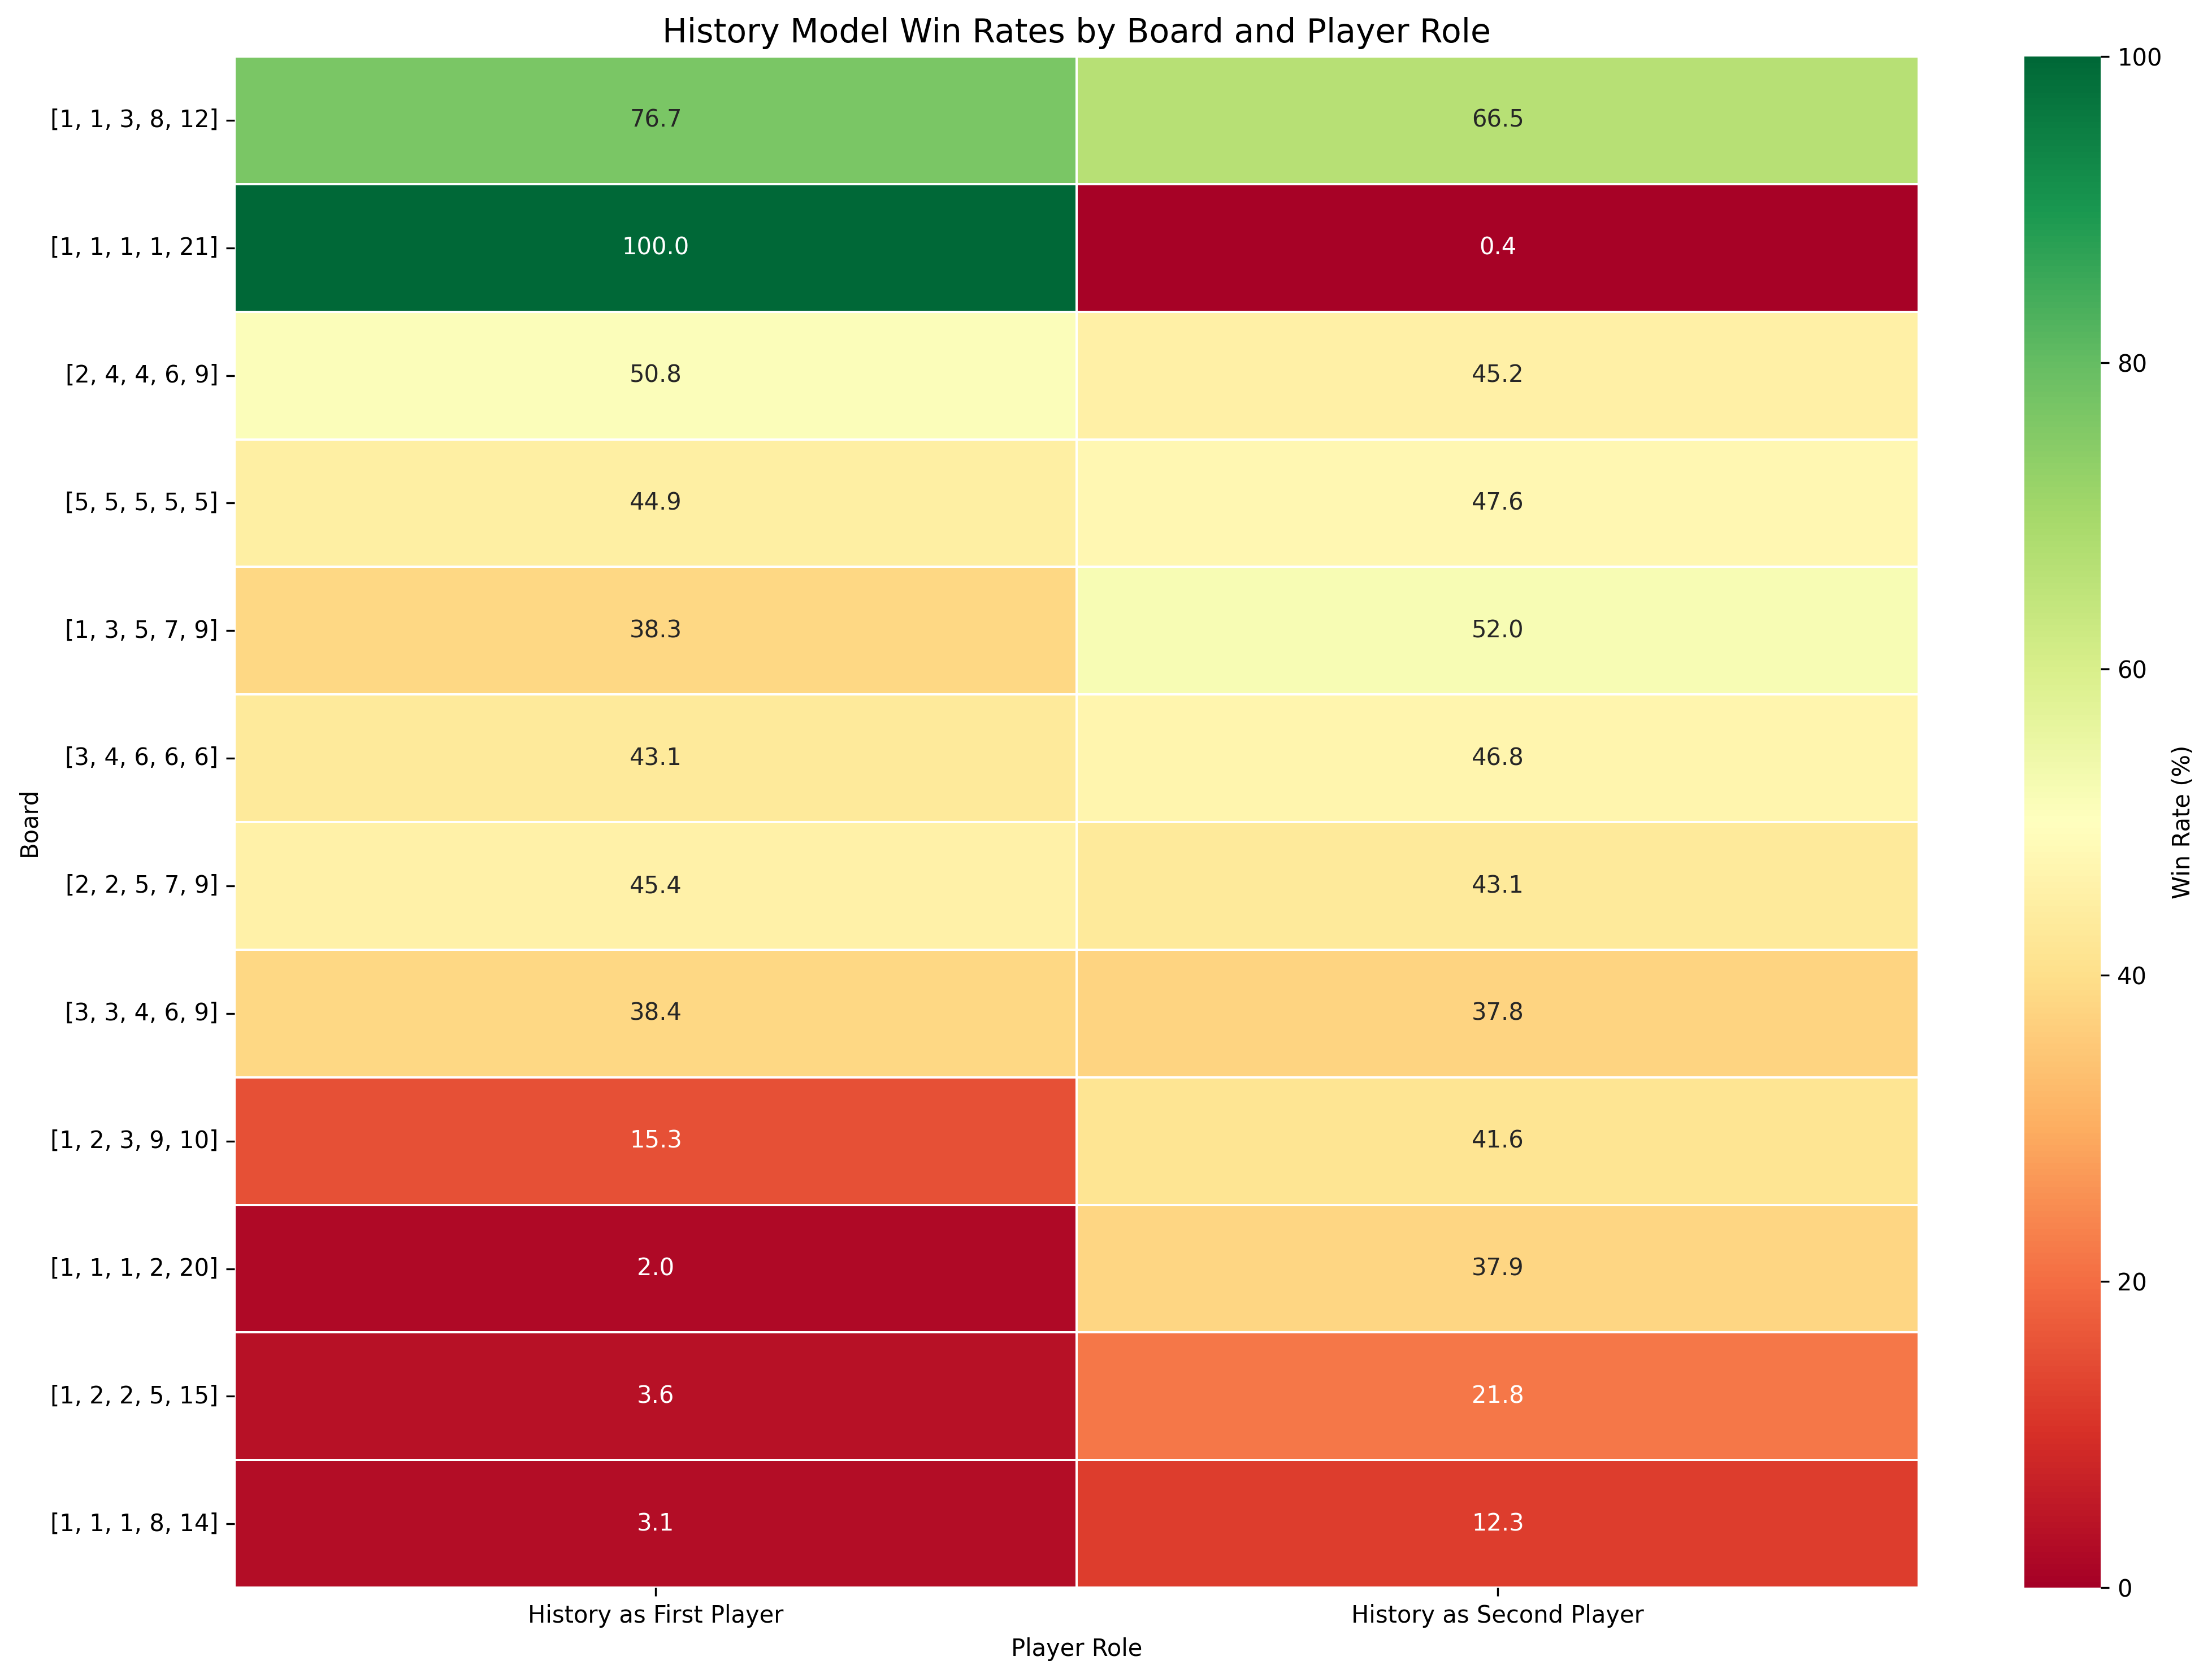 History Model Win Rates by Board and Player Role
[1, 1, 3, 8, 12] 76.7 66.5
[1, 1, 1, 1, 21] 100.0 0.4
[2, 4, 4, 6, 9] 50.8 45.2
[5, 5, 5, 5, 5] 44.9 47.6
[1, 3, 5, 7, 9] 38.3 52.0
[3, 4, 6, 6, 6] 43.1 46.8
[2, 2, 5, 7, 9] 45.4 43.1
[3, 3, 4, 6, 9] 38.4 37.8
[1, 2, 3, 9, 10] 15.3 41.6
[1, 1, 1, 2, 20] 2.0 37.9
[1, 2, 2, 5, 15] 3.6 21.8
[1, 1, 1, 8, 14] 3.1 12.3
Board
History as First Player History as Second Player
Player Role
100
80
60
40
20
0
Win Rate (%)